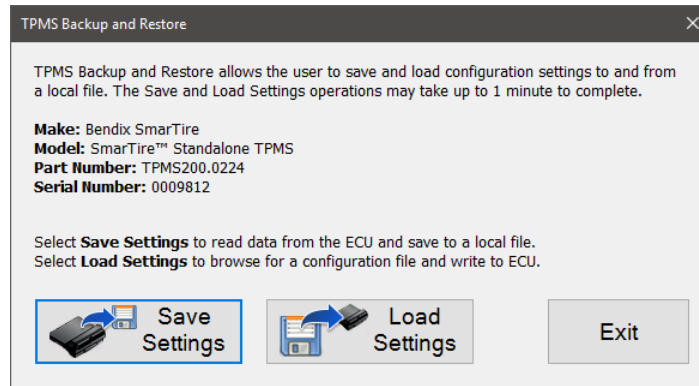 TPMS Backup and Restore
TPMS Backup and Restore allows the user to save and load configuration settings to and from
a local file. The Save and Load Settings operations may take up to 1 minute to complete.
Make: Bendix SmarTire
Model: SmarTire™ Standalone TPMS
Part Number: TPMS200.0224
Serial Number: 0009812
Select Save Settings to read data from the ECU and save to a local file.
Select Load Settings to browse for a configuration file and write to ECU.
Save
Settings
Load
Settings
Exit